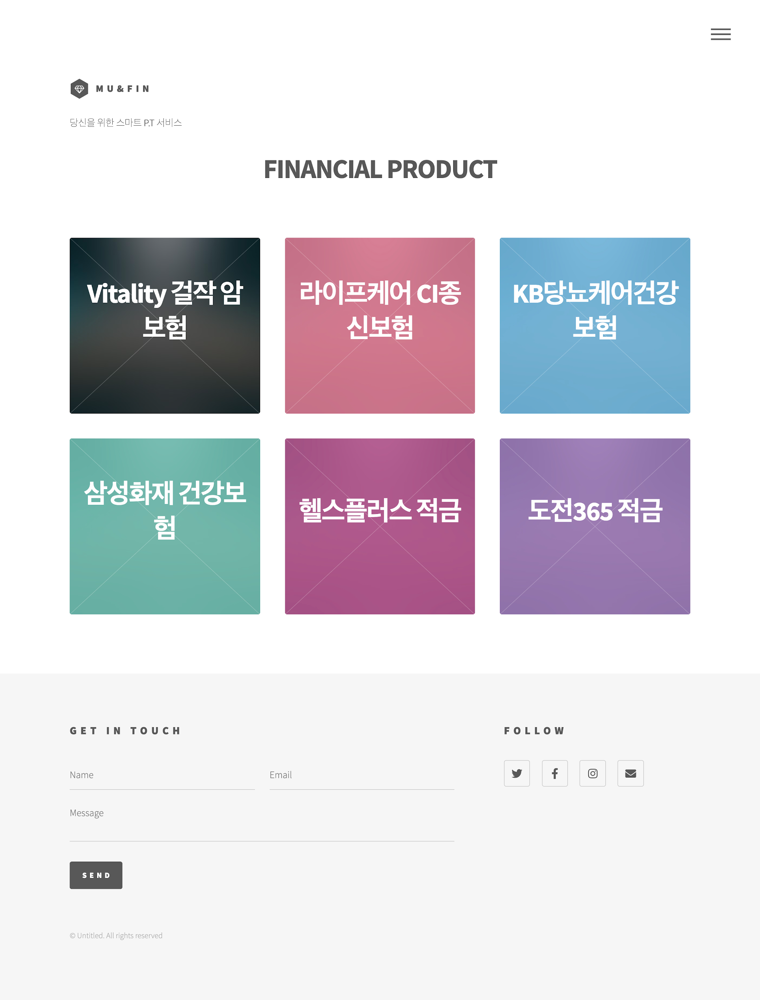 MU&FIN
당신을 위한 스마트 P.T 서비스
FINANCIAL PRODUCT
Vitality 걸작 암
보험
라이프케어 CI종
신보험
KB당뇨케어건강
보험
삼성화재 건강보
험
헬스플러스 적금
도전365 적금
GET IN TOUCH
Name
Email
Message
SEND
FOLLOW
© Untitled. All rights reserved